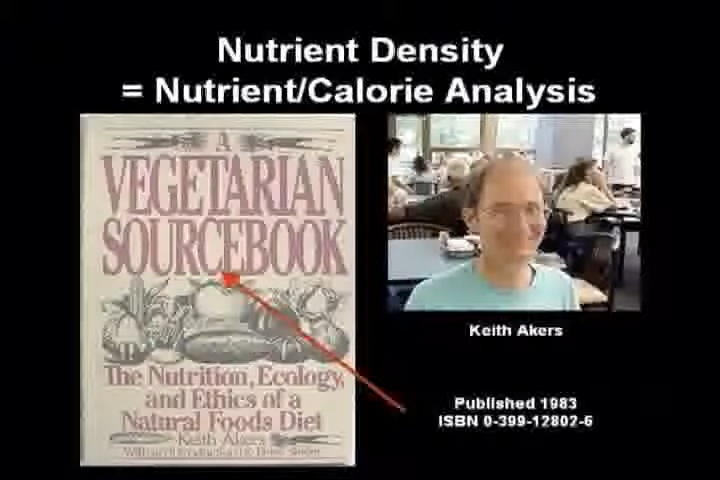 Nutrient Density
= Nutrient/Calorie Analysis
A
VEGETARIAN
SOURCEBOOK
The Nutrition, Ecology,
and Ethics of a
Natural Foods Diet
Keith Akers
Keith Akers
Published 1983
ISBN 0-399-12802-6